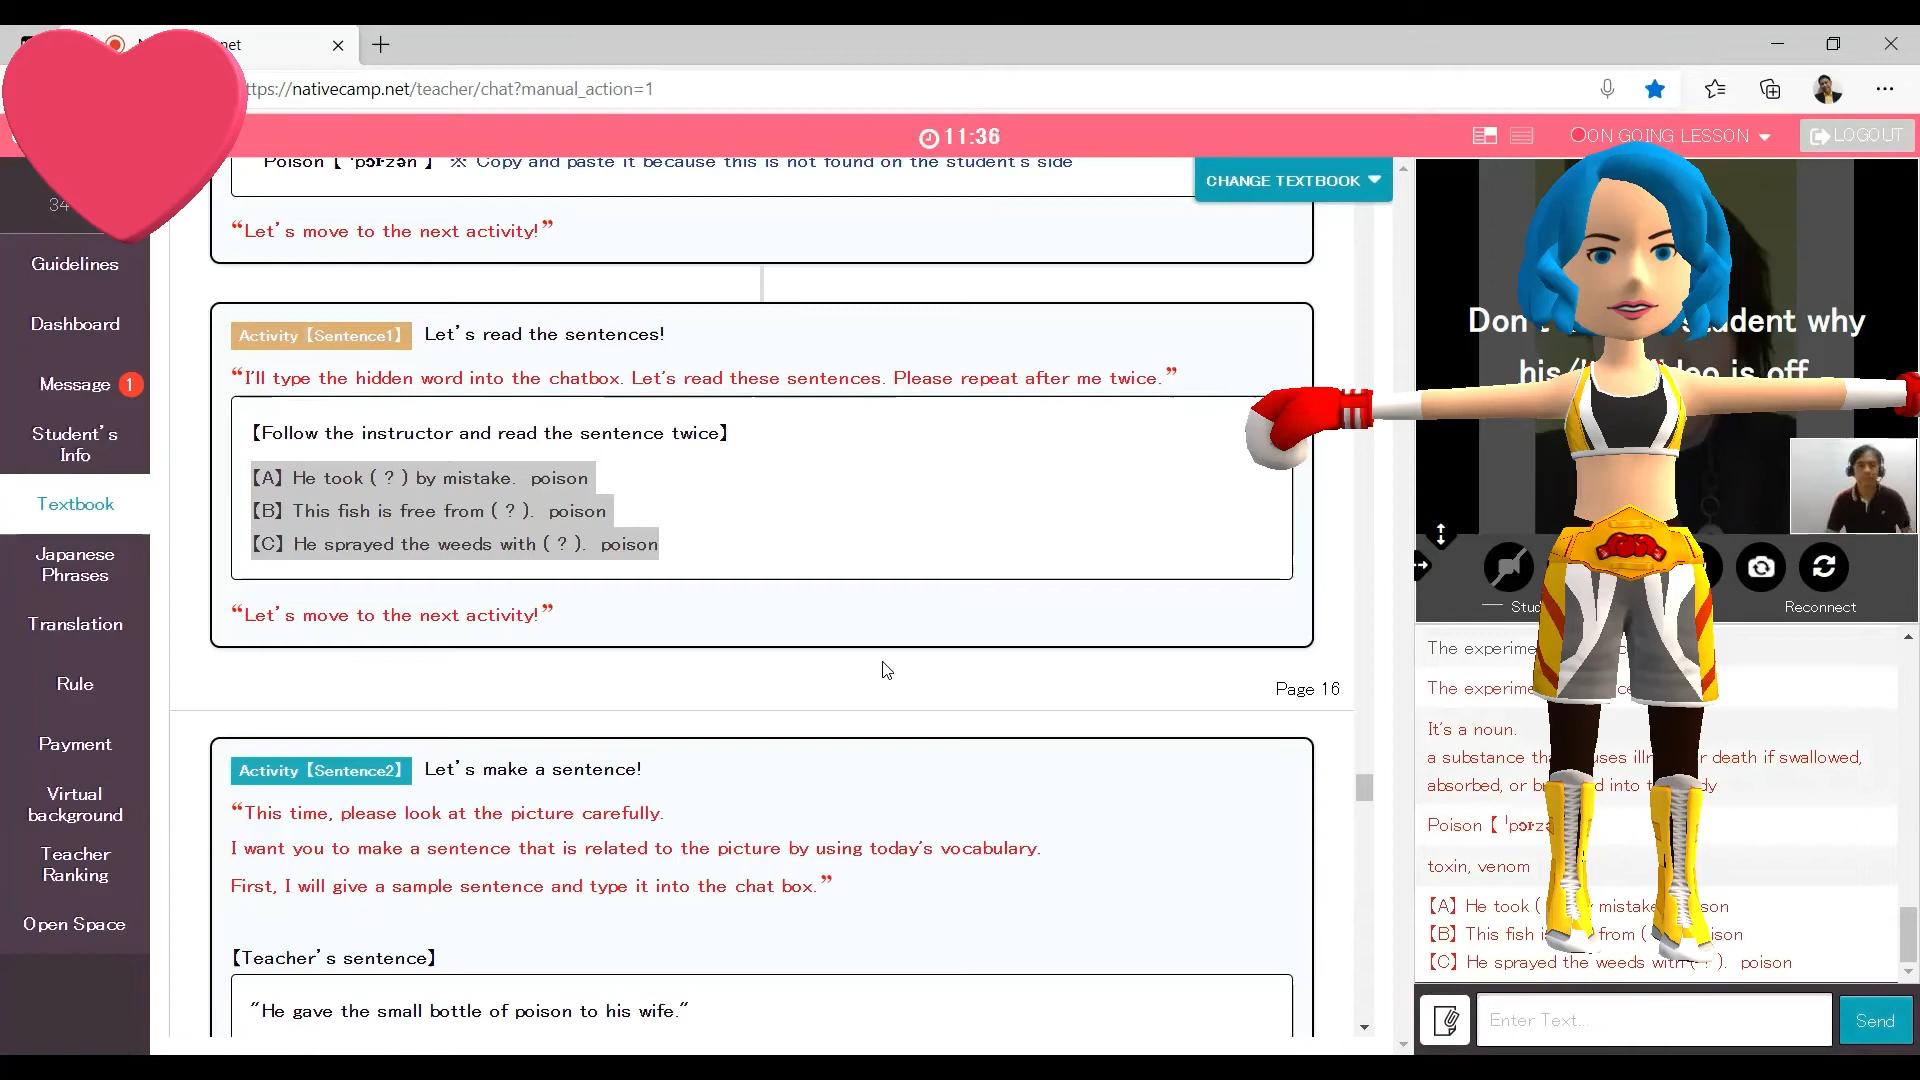 net
ttps://nativecamp.net/teacher/chat?manual_action=1
11:36
ON GOING LESSON
LOGOUT
34
Guidelines
Dashboard
Message 1
Student's
Info
Textbook
Japanese
Phrases
Translation
Rule
Payment
Virtual
background
Teacher
Ranking
Open Space
Poison【 ˈpɔɪzən 】 ※ Copy and paste it because this is not found on the student's side
CHANGE TEXTBOOK
“Let's move to the next activity!”
Activity【Sentence1】 Let's read the sentences!
“I'll type the hidden word into the chatbox. Let's read these sentences. Please repeat after me twice.”
【Follow the instructor and read the sentence twice】
【A】He took ( ? ) by mistake. poison
【B】This fish is free from ( ? ). poison
【C】He sprayed the weeds with ( ? ). poison
“Let's move to the next activity!”
Page 16
Activity【Sentence2】 Let's make a sentence!
“This time, please look at the picture carefully.
I want you to make a sentence that is related to the picture by using today's vocabulary.
First, I will give a sample sentence and type it into the chat box.”
【Teacher's sentence】
"He gave the small bottle of poison to his wife."
Don't student why
is off
Reconnect
The
The
It's a noun.
a substance illness or death if swallowed,
absorbed, or into
Poison【
toxin, venom
【A】He took ( mistake
【B】This fish from (
【C】He sprayed the weeds with ( ? ). poison
Enter Text...
Send